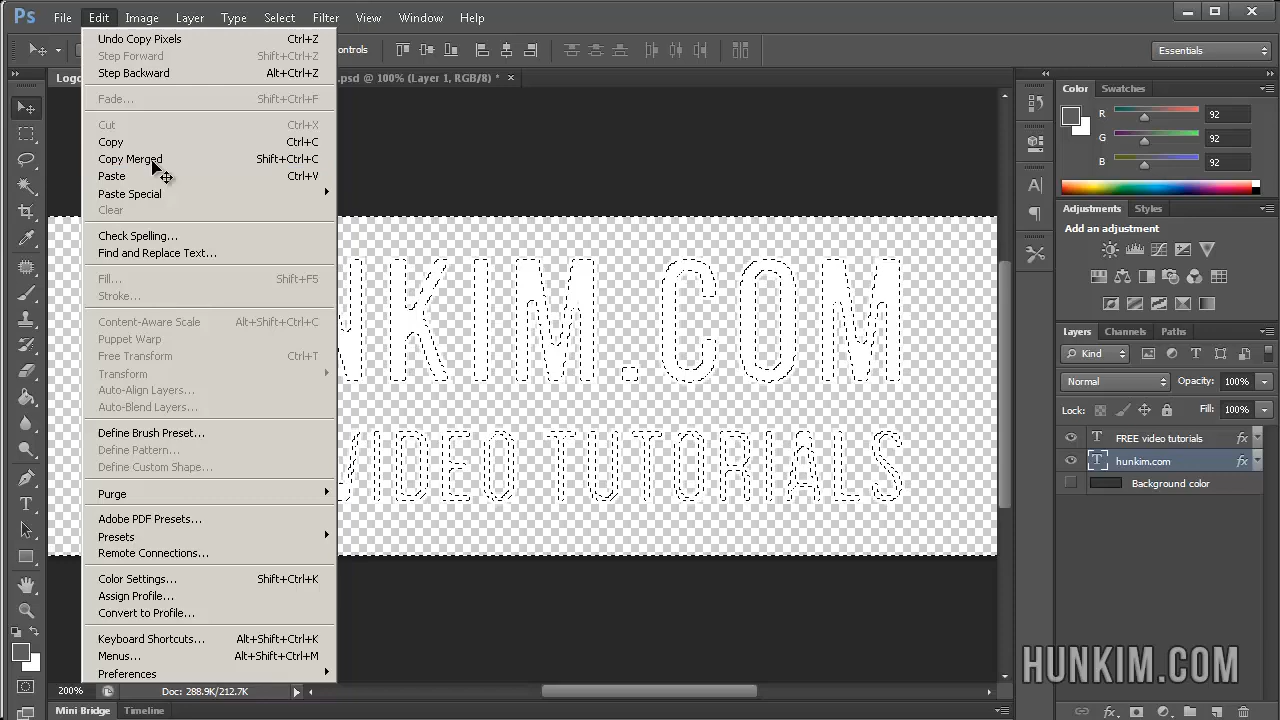 Ps File Edit Image Layer Type Select Filter View Window Help
ontrols Essentials
Logo .psd @ 100% (Layer 1, RGB/8) * ×
Undo Copy Pixels Ctrl+Z
Step Forward Shift+Ctrl+Z
Step Backward Alt+Ctrl+Z
Fade... Shift+Ctrl+F
Cut Ctrl+X
Copy Ctrl+C
Copy Merged Shift+Ctrl+C
Paste Ctrl+V
Paste Special
Clear
Check Spelling...
Find and Replace Text...
Fill... Shift+F5
Stroke...
Content-Aware Scale Alt+Shift+Ctrl+C
Puppet Warp
Free Transform Ctrl+T
Transform
Auto-Align Layers...
Auto-Blend Layers...
Define Brush Preset...
Define Pattern...
Define Custom Shape...
Purge
Adobe PDF Presets...
Presets
Remote Connections...
Color Settings... Shift+Ctrl+K
Assign Profile...
Convert to Profile...
Keyboard Shortcuts... Alt+Shift+Ctrl+K
Menus... Alt+Shift+Ctrl+M
Preferences
NKIM.COM
VIDEO TUTORIALS
Color Swatches
R 92
G 92
B 92
Adjustments Styles
Add an adjustment
Layers Channels Paths
Kind
Normal Opacity: 100%
Lock: Fill: 100%
T FREE video tutorials fx
T hunkim.com fx
Background color
HUNKIM.COM
200% Doc: 288.9K/212.7K
Mini Bridge Timeline
fx